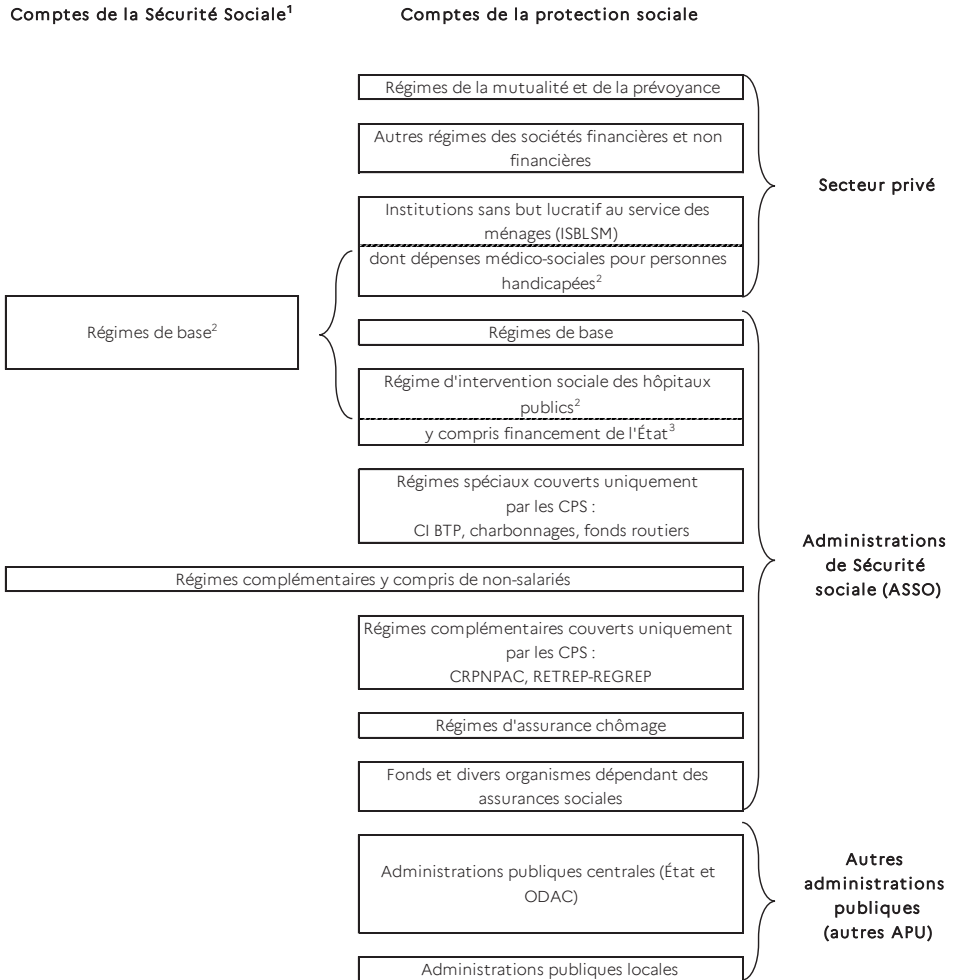 Comptes de la Sécurité Sociale¹
Comptes de la protection sociale
Régimes de la mutualité et de la prévoyance
Autres régimes des sociétés financières et non
financières
Secteur privé
Institutions sans but lucratif au service des
ménages (ISBLSM)
dont dépenses médico-sociales pour personnes
handicapées²
Régimes de base²
Régimes de base
Régime d'intervention sociale des hôpitaux
publics²
y compris financement de l'État³
Régimes spéciaux couverts uniquement
par les CPS :
CI BTP, charbonnages, fonds routiers
Administrations
de Sécurité
sociale (ASSO)
Régimes complémentaires y compris de non-salariés
Régimes complémentaires couverts uniquement
par les CPS :
CRPNPAC, RETREP-REGREP
Régimes d'assurance chômage
Fonds et divers organismes dépendant des
assurances sociales
Administrations publiques centrales (État et
ODAC)
Autres
administrations
publiques
(autres APU)
Administrations publiques locales